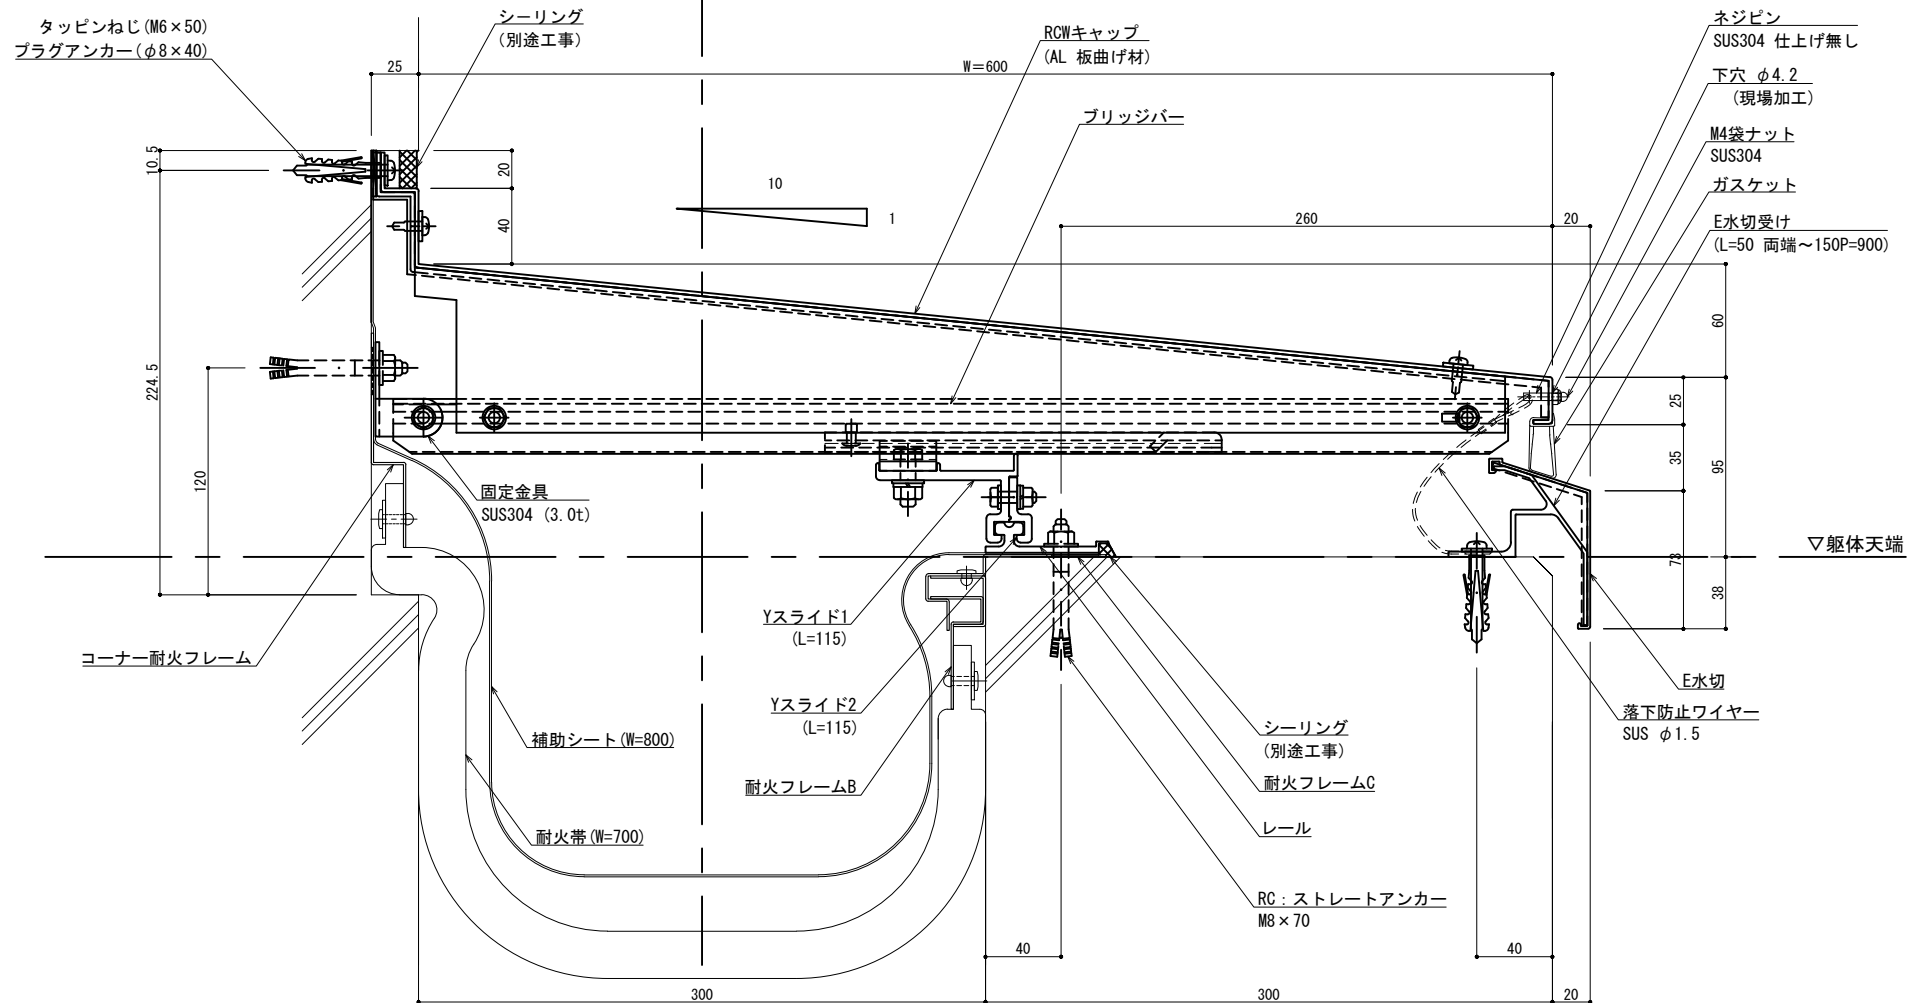 タッピンねじ(M6×50)
プラグアンカー(φ8×40)
シーリング
(別途工事)
RCWキャップ
(AL 板曲げ材)
ネジピン
SUS304 仕上げ無し
25
W=600
下穴 φ4.2
(現場加工)
ブリッジバー
M4袋ナット
SUS304
10.5
20
ガスケット
10
1
40
260
20
E水切受け
(L=50 両端～150P=900)
60
224.5
25
120
35
95
固定金具
SUS304 (3.0t)
▽躯体天端
73
38
Yスライド1
(L=115)
コーナー耐火フレーム
E水切
Yスライド2
(L=115)
落下防止ワイヤー
SUS φ1.5
シーリング
(別途工事)
補助シート(W=800)
耐火フレームB
耐火フレームC
レール
耐火帯(W=700)
RC：ストレートアンカー
M8×70
40
40
300
300
20